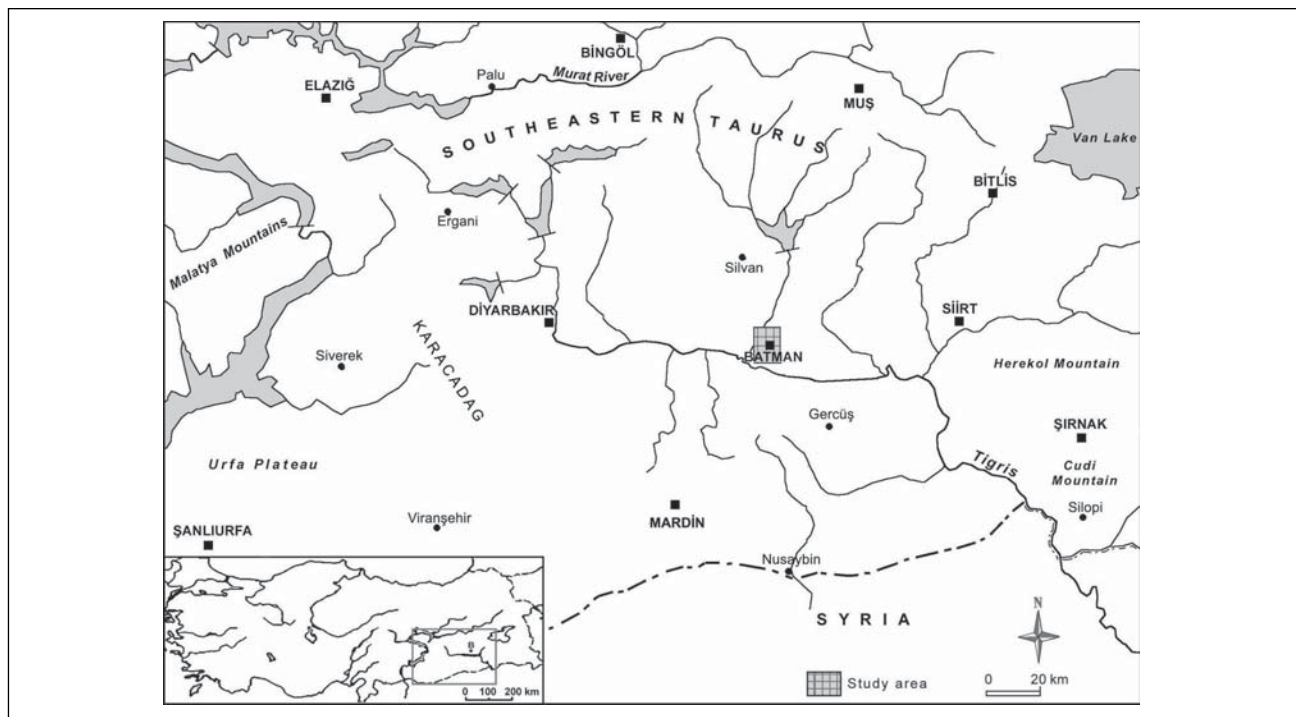 BİNGÖL
Palu
Murat River
ELAZIĞ
MUŞ
SOUTHEASTERN TAURUS
Van Lake
BİTLİS
Ergani
Malatya Mountains
Silvan
DİYARBAKIR
SİİRT
KARACADAG
Siverek
BATMAN
Herekol Mountain
Gercüş
ŞIRNAK
Urfa Plateau
Tigris
Cudi
Mountain
Silopi
Viranşehir
MARDİN
ŞANLIURFA
Nusaybin
SYRIA
N
B
0 100 200 km
Study area
0 20 km